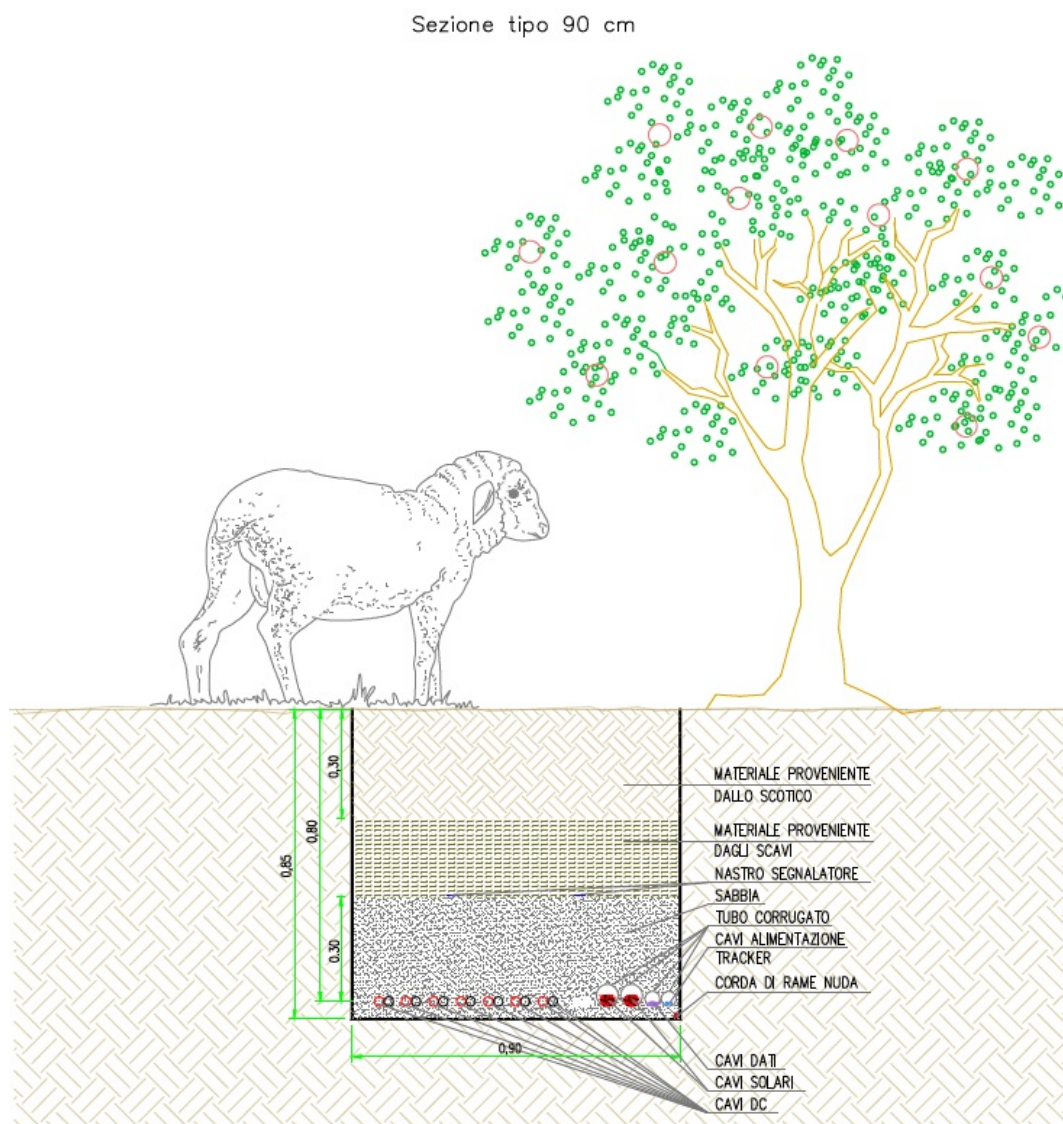 Sezione tipo 90 cm
0,30
0,80
0,85
0.30
0,90
MATERIALE PROVENIENTE
DALLO SCOTICO
MATERIALE PROVENIENTE
DAGLI SCAVI
NASTRO SEGNALATORE
SABBIA
TUBO CORRUGATO
CAVI ALIMENTAZIONE
TRACKER
CORDA DI RAME NUDA
CAVI DATI
CAVI SOLARI
CAVI DC